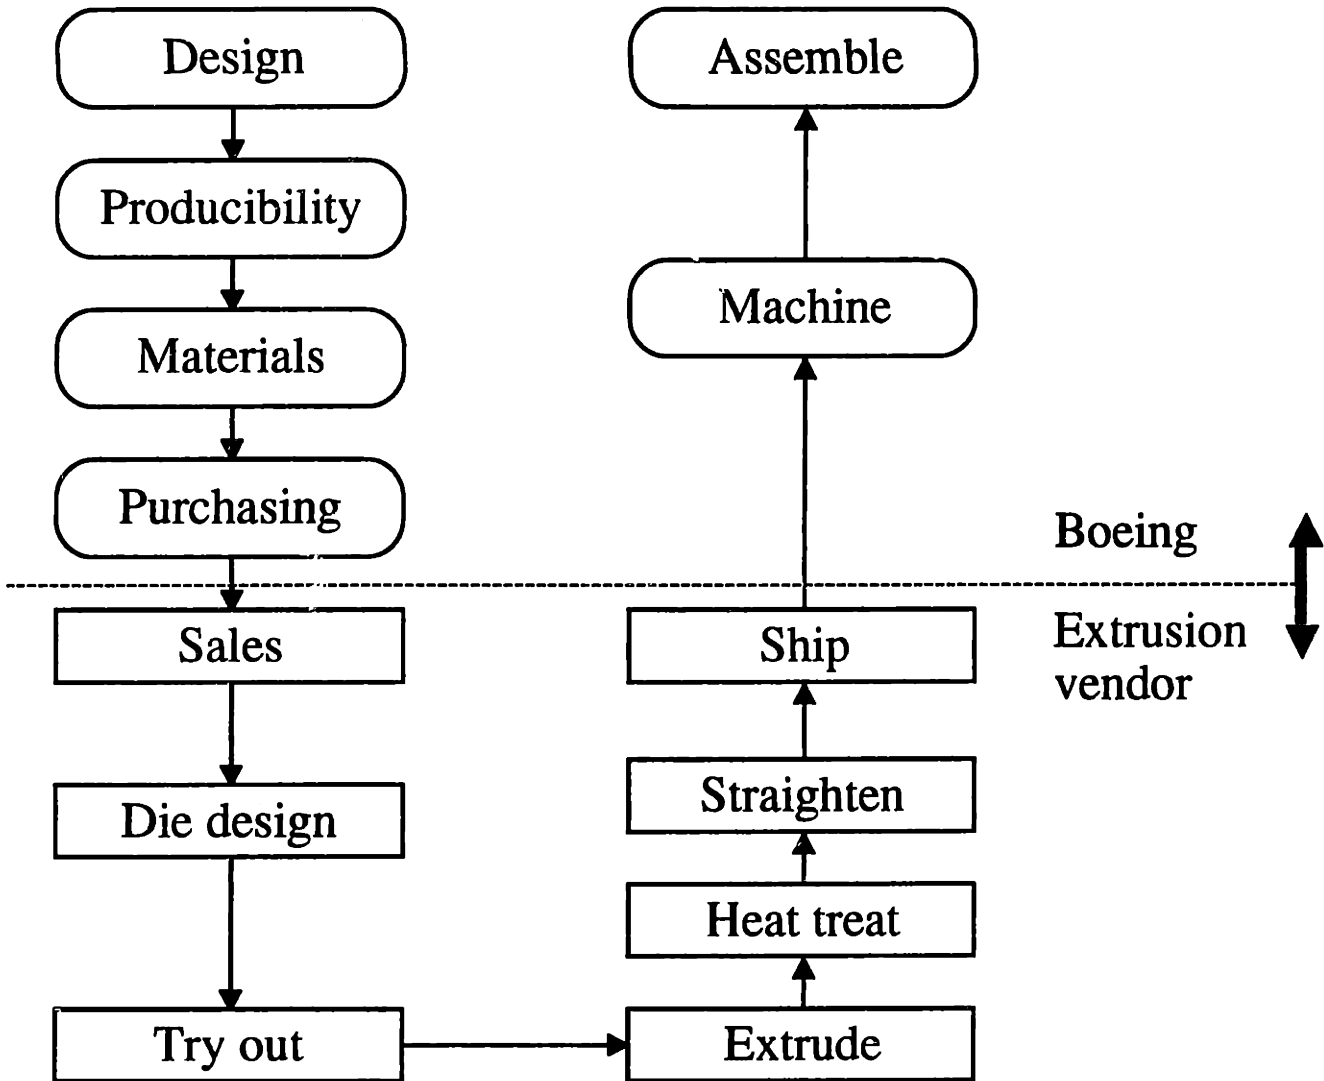 Design
Producibility
Materials
Purchasing
Sales
Die design
Try out
Assemble
Machine
Ship
Straighten
Heat treat
Extrude
Boeing
Extrusion
vendor